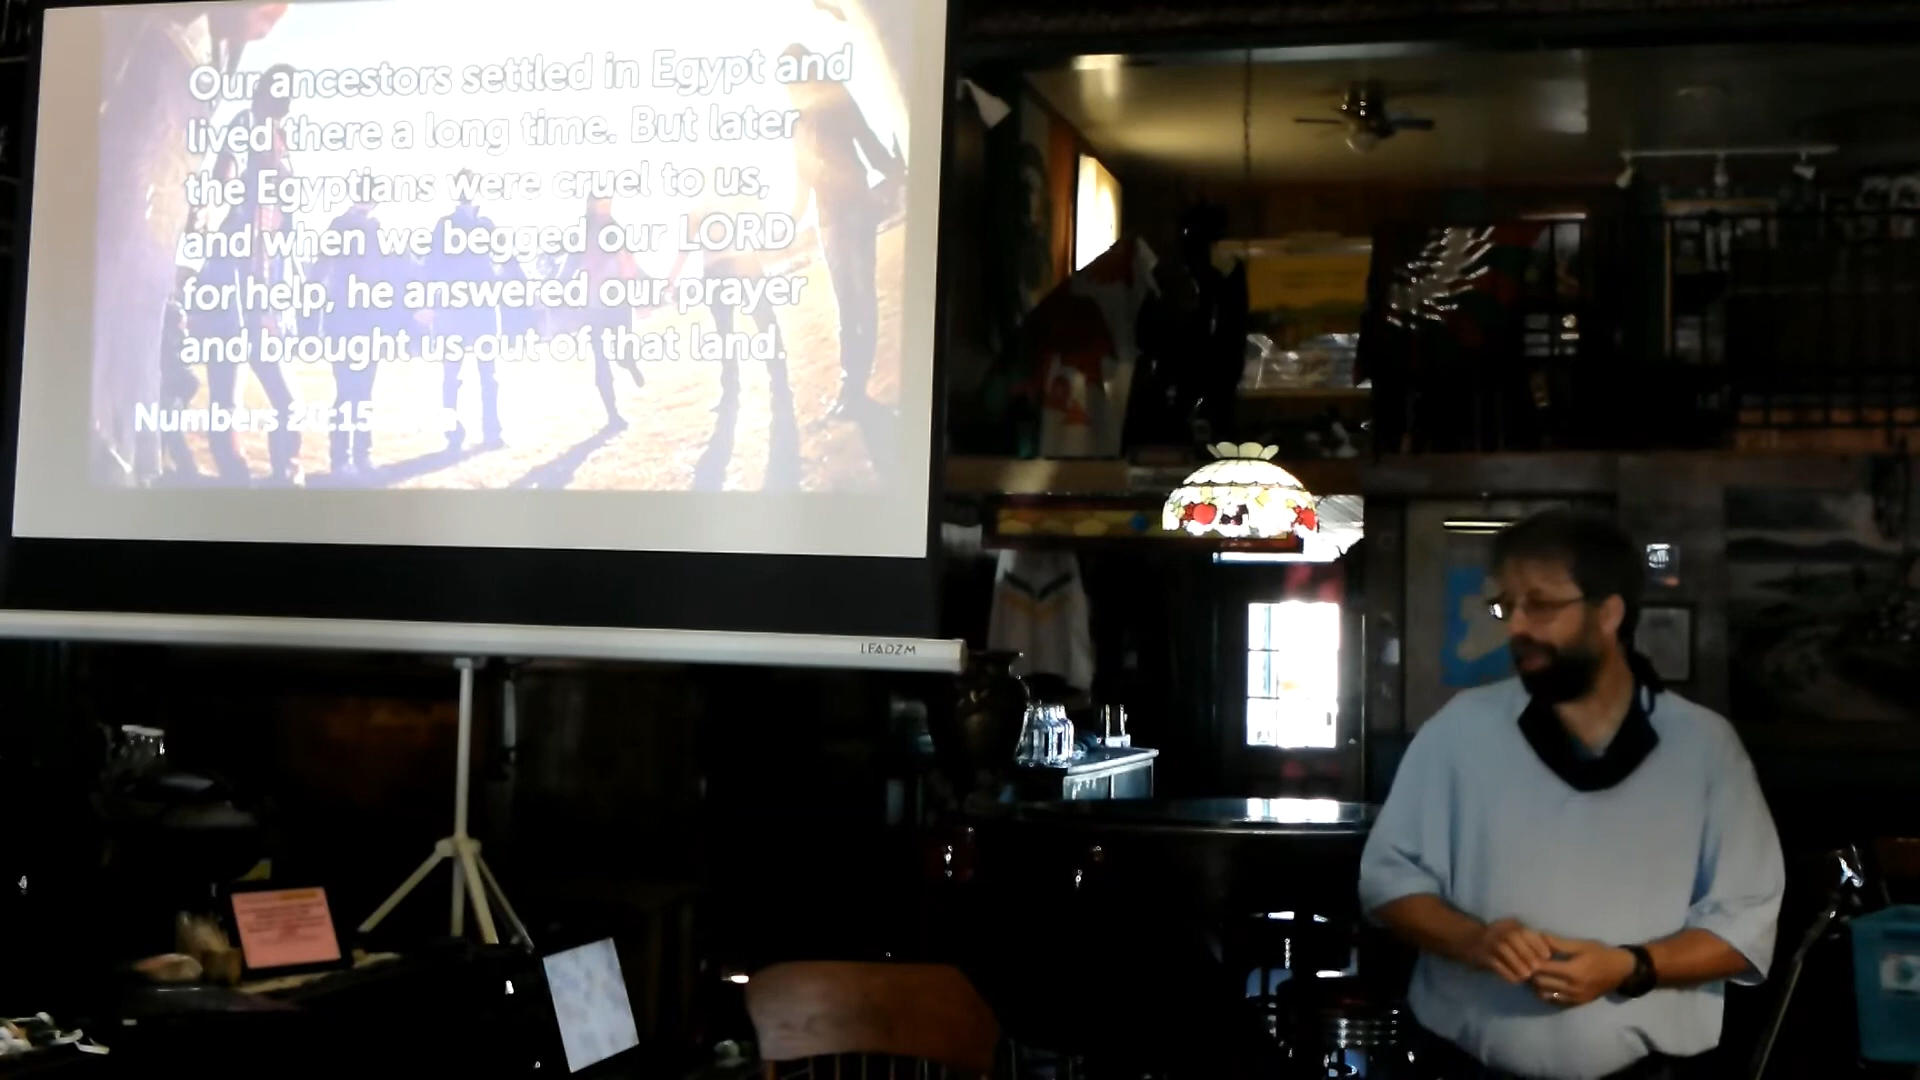 Our ancestors settled in Egypt and
lived there a long time. But later
the Egyptians were cruel to us,
and when we begged our LORD
for help, he answered our prayer
and brought us out of that land.
Numbers
LEADZM